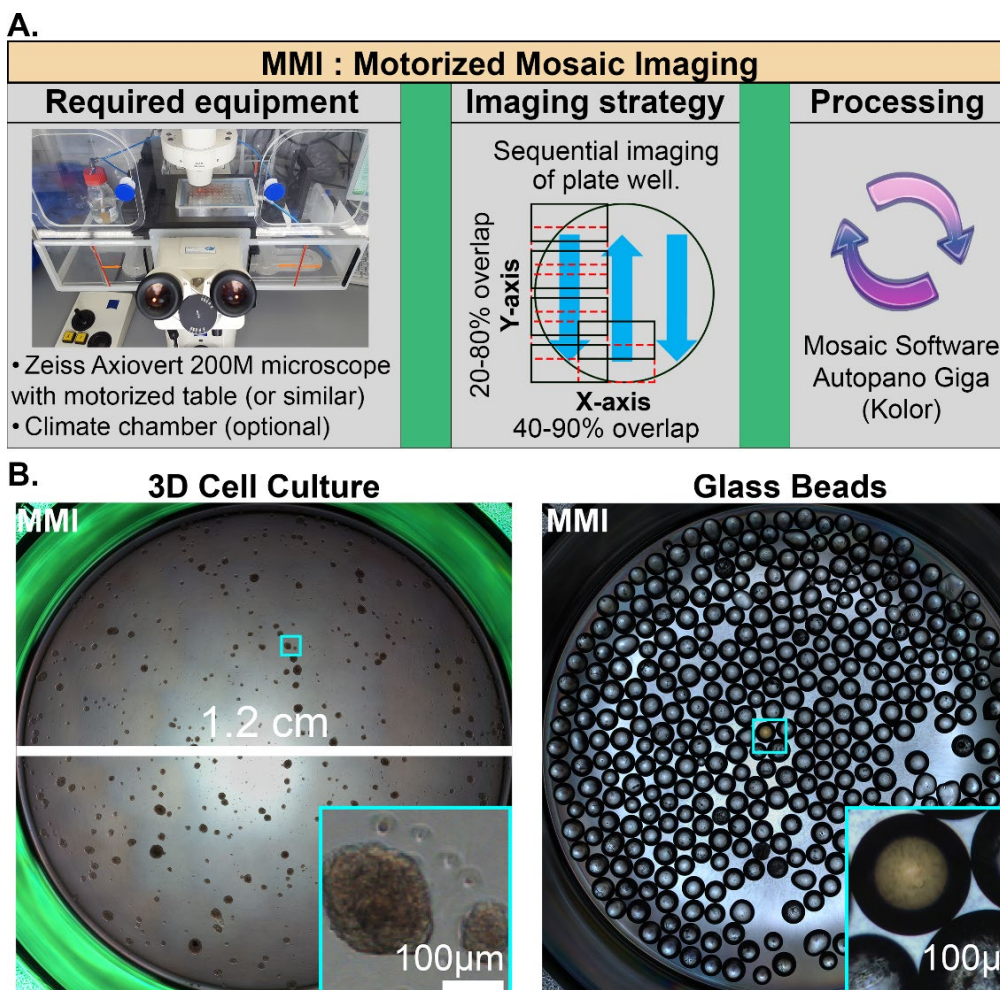 A.
MMI : Motorized Mosaic Imaging
Required equipment
• Zeiss Axiovert 200M microscope
with motorized table (or similar)
• Climate chamber (optional)
Imaging strategy
Sequential imaging
of plate well.
Y-axis
20-80% overlap
X-axis
40-90% overlap
Processing
Mosaic Software
Autopano Giga
(Kolor)
B.
3D Cell Culture
MMI
1.2 cm
100µm
Glass Beads
MMI
100µ